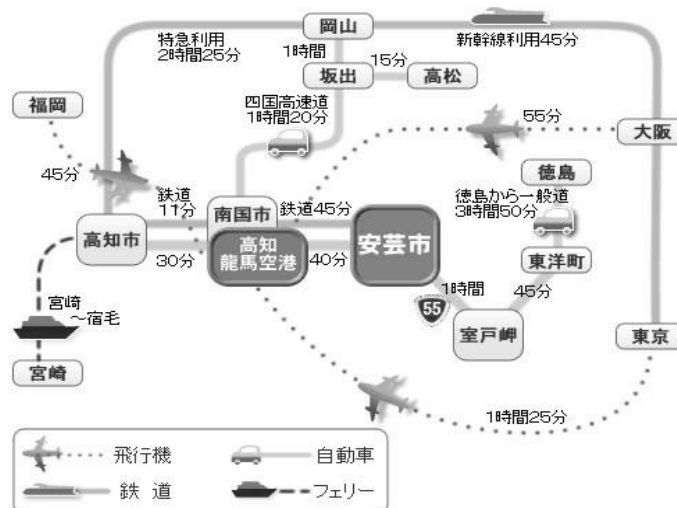 岡山
特急利用
2時間25分
1時間
新幹線利用45分
坂出
15分
高松
福岡
四国高速道
1時間20分
55分
大阪
45分
徳島
鉄道
11分
南国市
鉄道45分
徳島から一般道
3時間50分
高知市
高知
龍馬空港
安芸市
30分
40分
東洋町
1時間
45分
宮崎
～宿毛
55
室戸岬
東京
宮崎
1時間25分
飛行機
自動車
鉄 道
フェリー